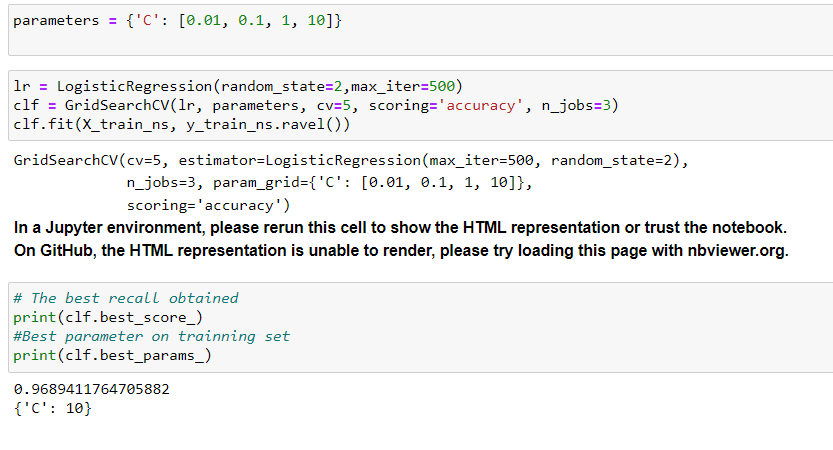 parameters = {'C': [0.01, 0.1, 1, 10]}
lr = LogisticRegression(random_state=2,max_iter=500)
clf = GridSearchCV(lr, parameters, cv=5, scoring='accuracy', n_jobs=3)
clf.fit(X_train_ns, y_train_ns.ravel())
GridSearchCV(cv=5, estimator=LogisticRegression(max_iter=500, random_state=2),
n_jobs=3, param_grid={'C': [0.01, 0.1, 1, 10]},
scoring='accuracy')
In a Jupyter environment, please rerun this cell to show the HTML representation or trust the notebook.
On GitHub, the HTML representation is unable to render, please try loading this page with nbviewer.org.
# The best recall obtained
print(clf.best_score_)
#Best parameter on trainning set
print(clf.best_params_)
0.9689411764705882
{'C': 10}